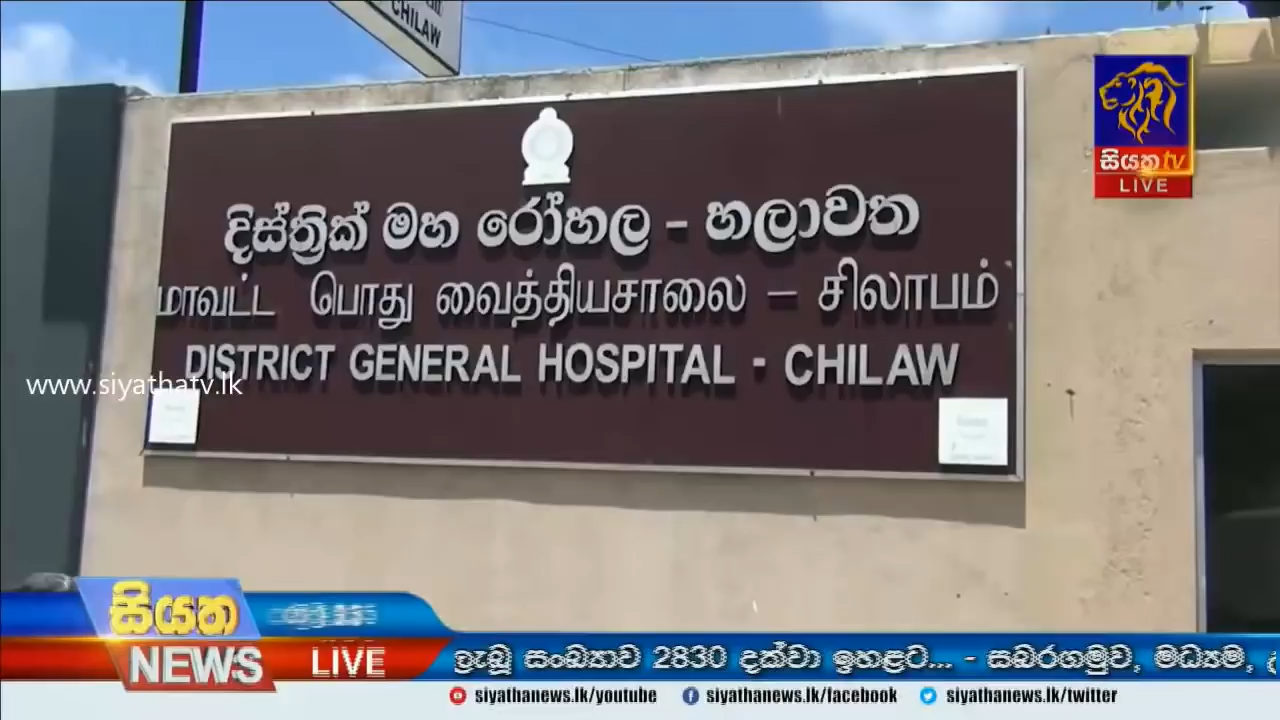 CHILAW
සියත tv
LIVE
දිස්ත්‍රික් මහ රෝහල - හලාවත
மாவட்ட பொது வைத்தியசாலை - சிலாபம்
DISTRICT GENERAL HOSPITAL - CHILAW
www.siyathatv.lk
සියත
NEWS
LIVE
ලැබූ සංඛ්‍යාව 2830 දක්වා ඉහළට... - සබරගමුව, මධ්‍යම,
siyathanews.lk/youtube siyathanews.lk/facebook siyathanews.lk/twitter